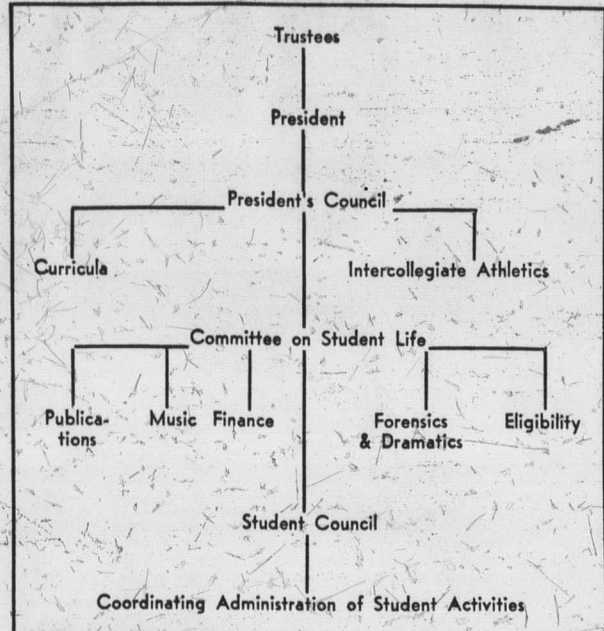 Trustees
President
President's Council
Curricula
Intercollegiate Athletics
Committee on Student Life
Publica-
tions
Music
Finance
Forensics
& Dramatics
Eligibility
Student Council
Coordinating Administration of Student Activities